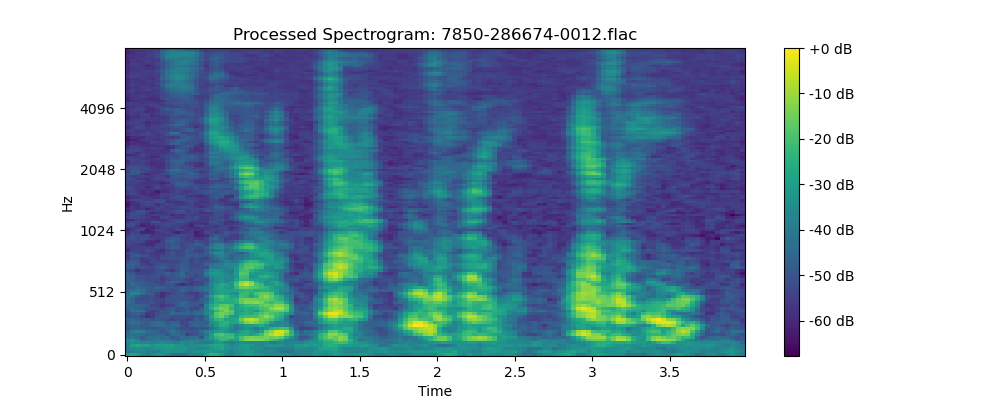 Processed Spectrogram: 7850-286674-0012.flac
Hz
4096
2048
1024
512
0
0
0.5
1
1.5
2
2.5
3
3.5
Time
+0 dB
-10 dB
-20 dB
-30 dB
-40 dB
-50 dB
-60 dB